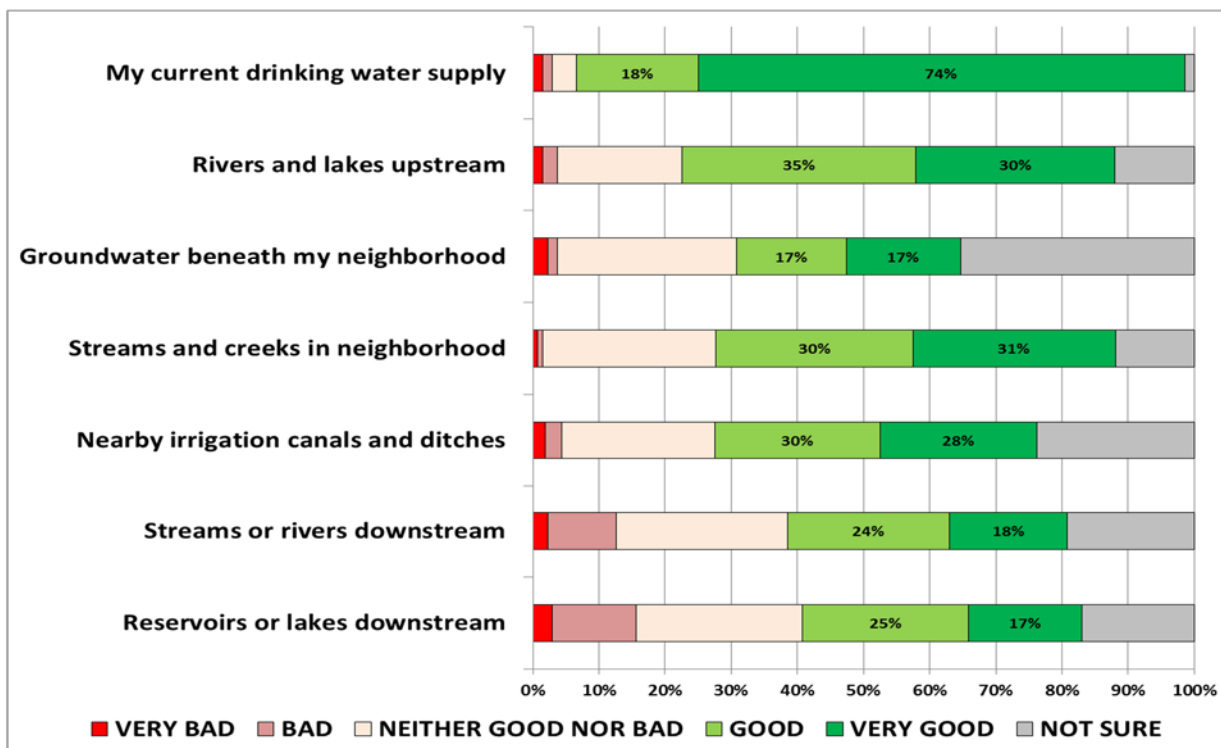 My current drinking water supply
18% 74%
Rivers and lakes upstream
35% 30%
Groundwater beneath my neighborhood
17% 17%
Streams and creeks in neighborhood
30% 31%
Nearby irrigation canals and ditches
30% 28%
Streams or rivers downstream
24% 18%
Reservoirs or lakes downstream
25% 17%
0% 10% 20% 30% 40% 50% 60% 70% 80% 90% 100%
VERY BAD BAD NEITHER GOOD NOR BAD GOOD VERY GOOD NOT SURE